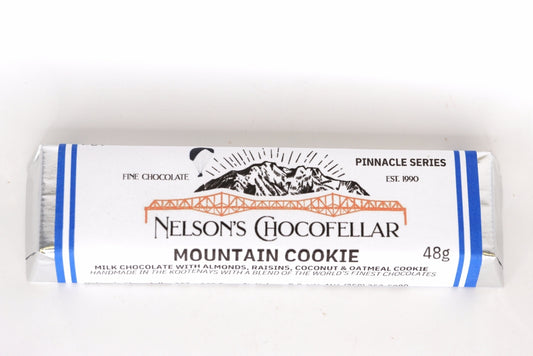 PINNACLE SERIES
FINE CHOCOLATE
EST. 1990
NELSON'S CHOCOFELLAR
MOUNTAIN COOKIE
48g
MILK CHOCOLATE WITH ALMONDS, RAISINS, COCONUT & OATMEAL COOKIE
HANDMADE IN THE KOOTENAYS WITH A BLEND OF THE WORLD'S FINEST CHOCOLATES